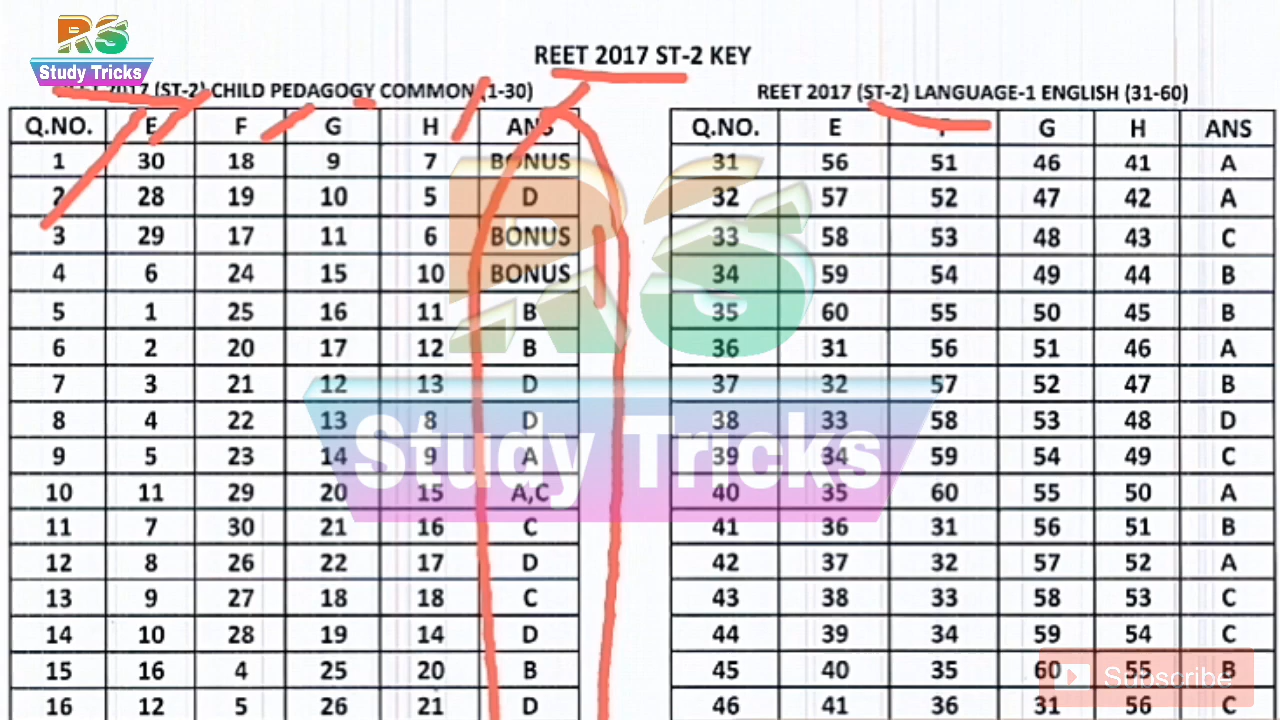 RS
Study Tricks
REET 2017 ST-2 KEY
REET 2017 (ST-2) CHILD PEDAGOGY COMMON (1-30)
Q.NO. E F G H ANS
1 30 18 9 7 BONUS
2 28 19 10 5 D
3 29 17 11 6 BONUS
4 6 24 15 10 BONUS
5 1 25 16 11 B
6 2 20 17 12 B
7 3 21 12 13 D
8 4 22 13 8 D
9 5 23 14 9 A
10 11 29 20 15 A,C
11 7 30 21 16 C
12 8 26 22 17 D
13 9 27 18 18 C
14 10 28 19 14 D
15 16 4 25 20 B
16 12 5 26 21 D
REET 2017 (ST-2) LANGUAGE-1 ENGLISH (31-60)
Q.NO. E F G H ANS
31 56 51 46 41 A
32 57 52 47 42 A
33 58 53 48 43 C
34 59 54 49 44 B
35 60 55 50 45 B
36 31 56 51 46 A
37 32 57 52 47 B
38 33 58 53 48 D
39 34 59 54 49 C
40 35 60 55 50 A
41 36 31 56 51 B
42 37 32 57 52 A
43 38 33 58 53 C
44 39 34 59 54 C
45 40 35 60 55 B
46 41 36 31 56 C
RS
Study Tricks
Subscribe